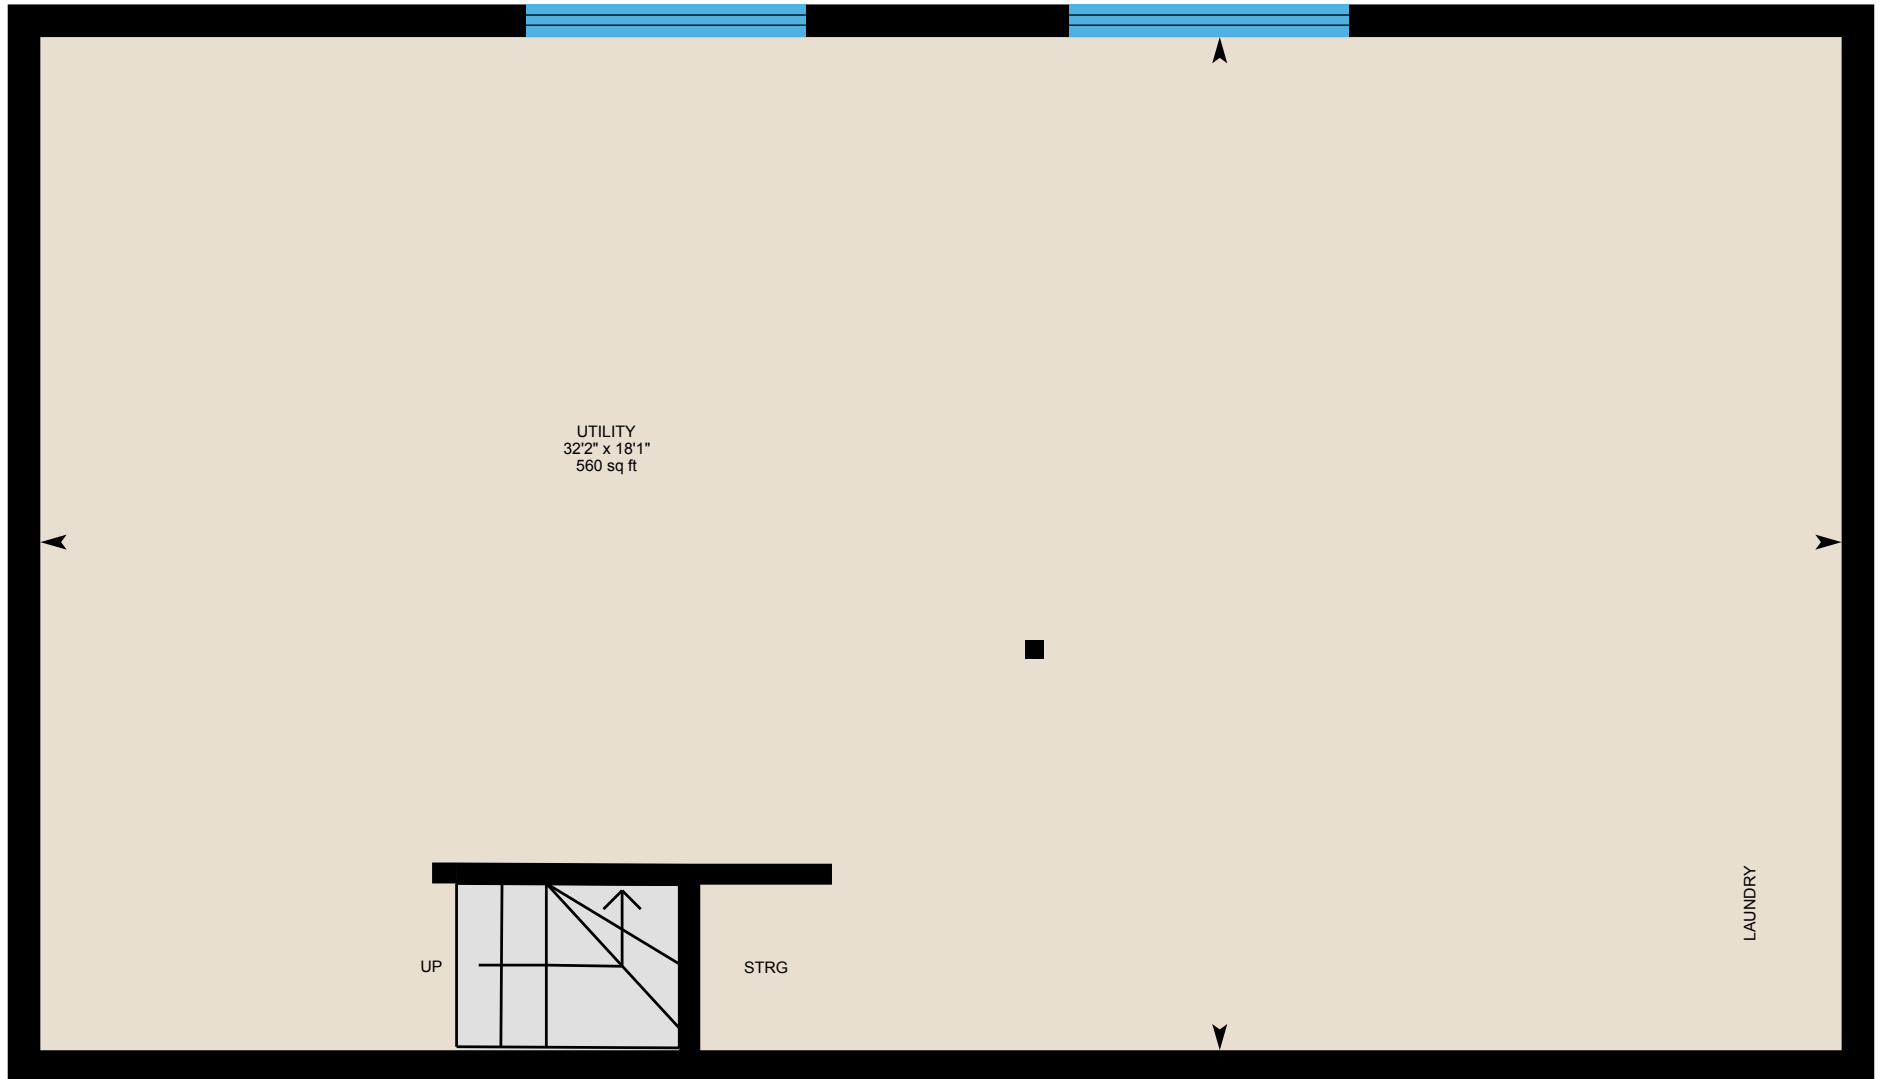 UTILITY
32'2" x 18'1"
560 sq ft
UP
STRG
LAUNDRY